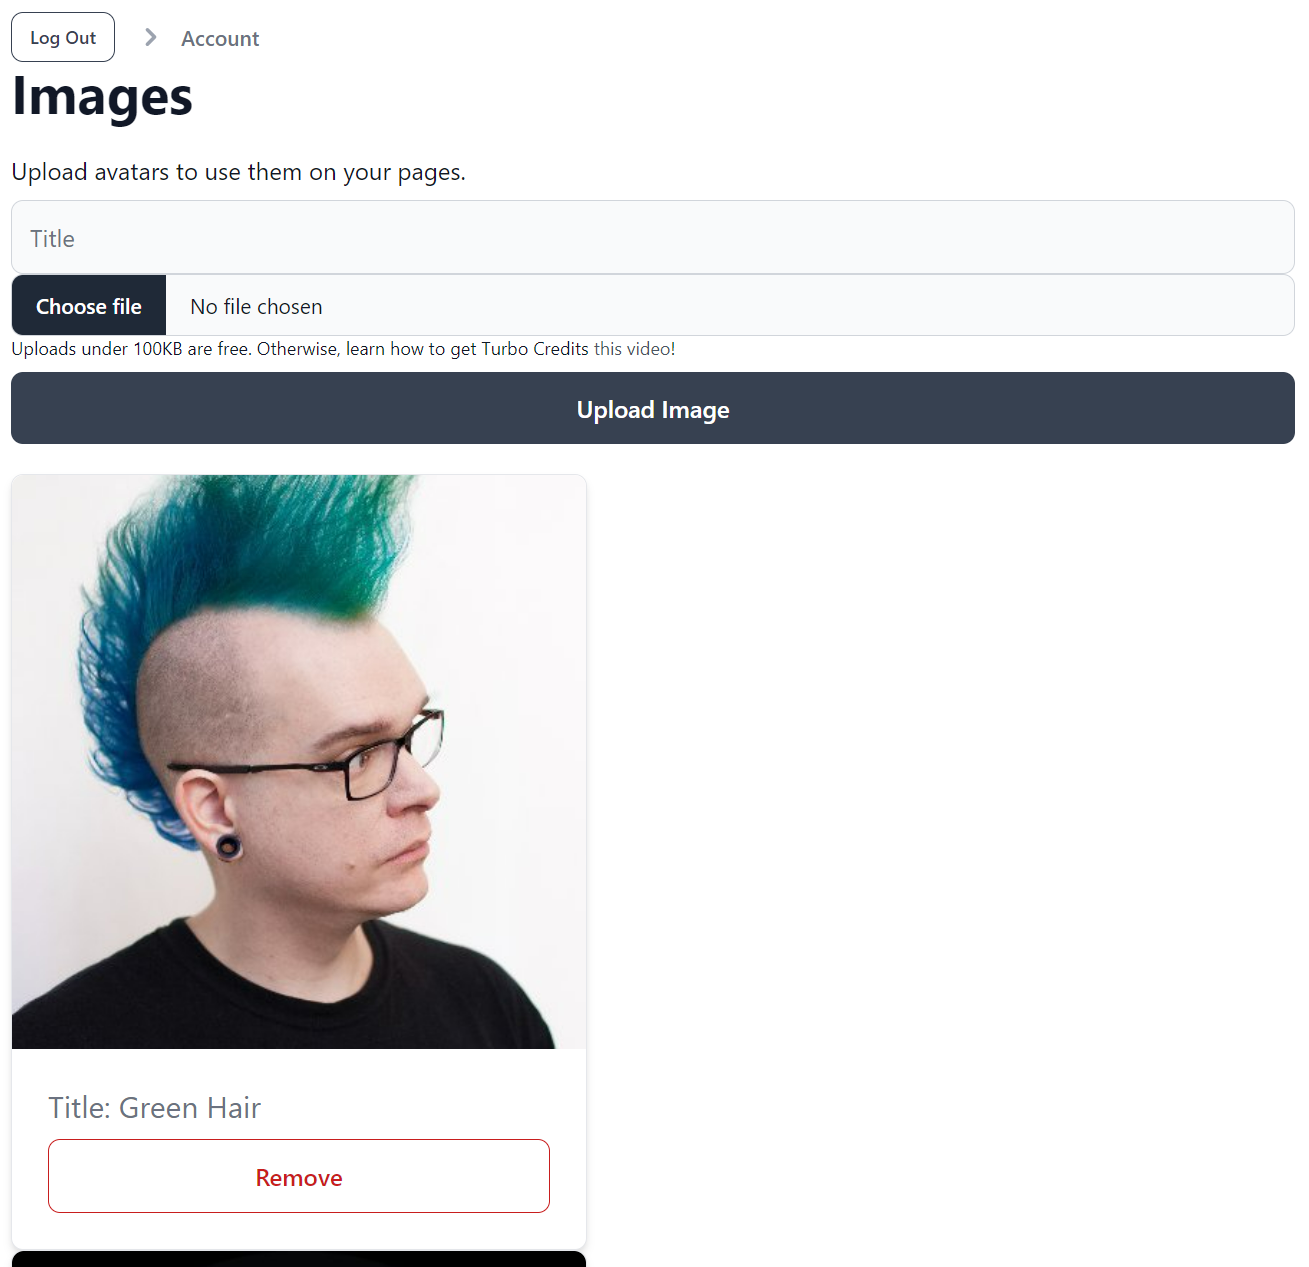 Log Out
Account
Images
Upload avatars to use them on your pages.
Title
Choose file
No file chosen
Uploads under 100KB are free. Otherwise, learn how to get Turbo Credits this video!
Upload Image
Title: Green Hair
Remove